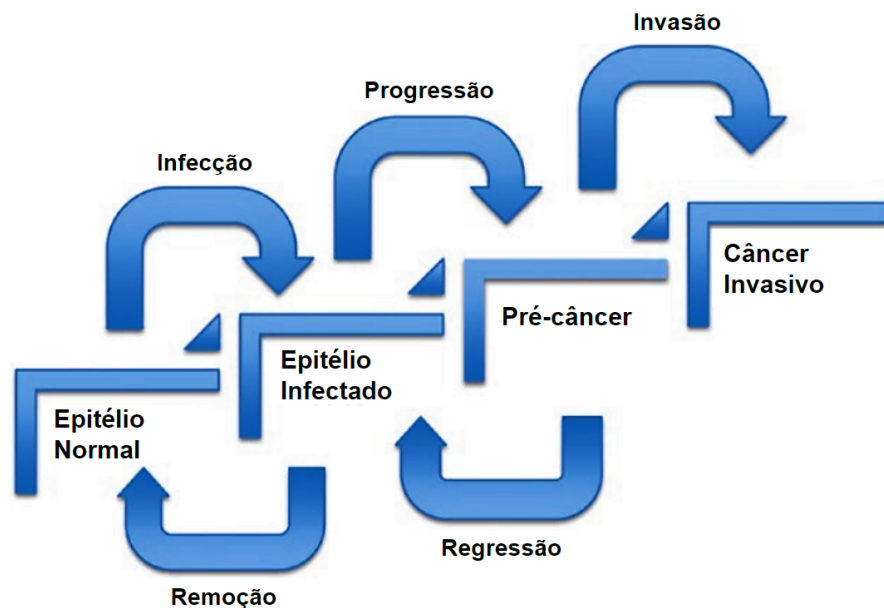 Invasão
Progressão
Infecção
Câncer
Invasivo
Pré-câncer
Epitélio
Infectado
Epitélio
Normal
Regressão
Remoção